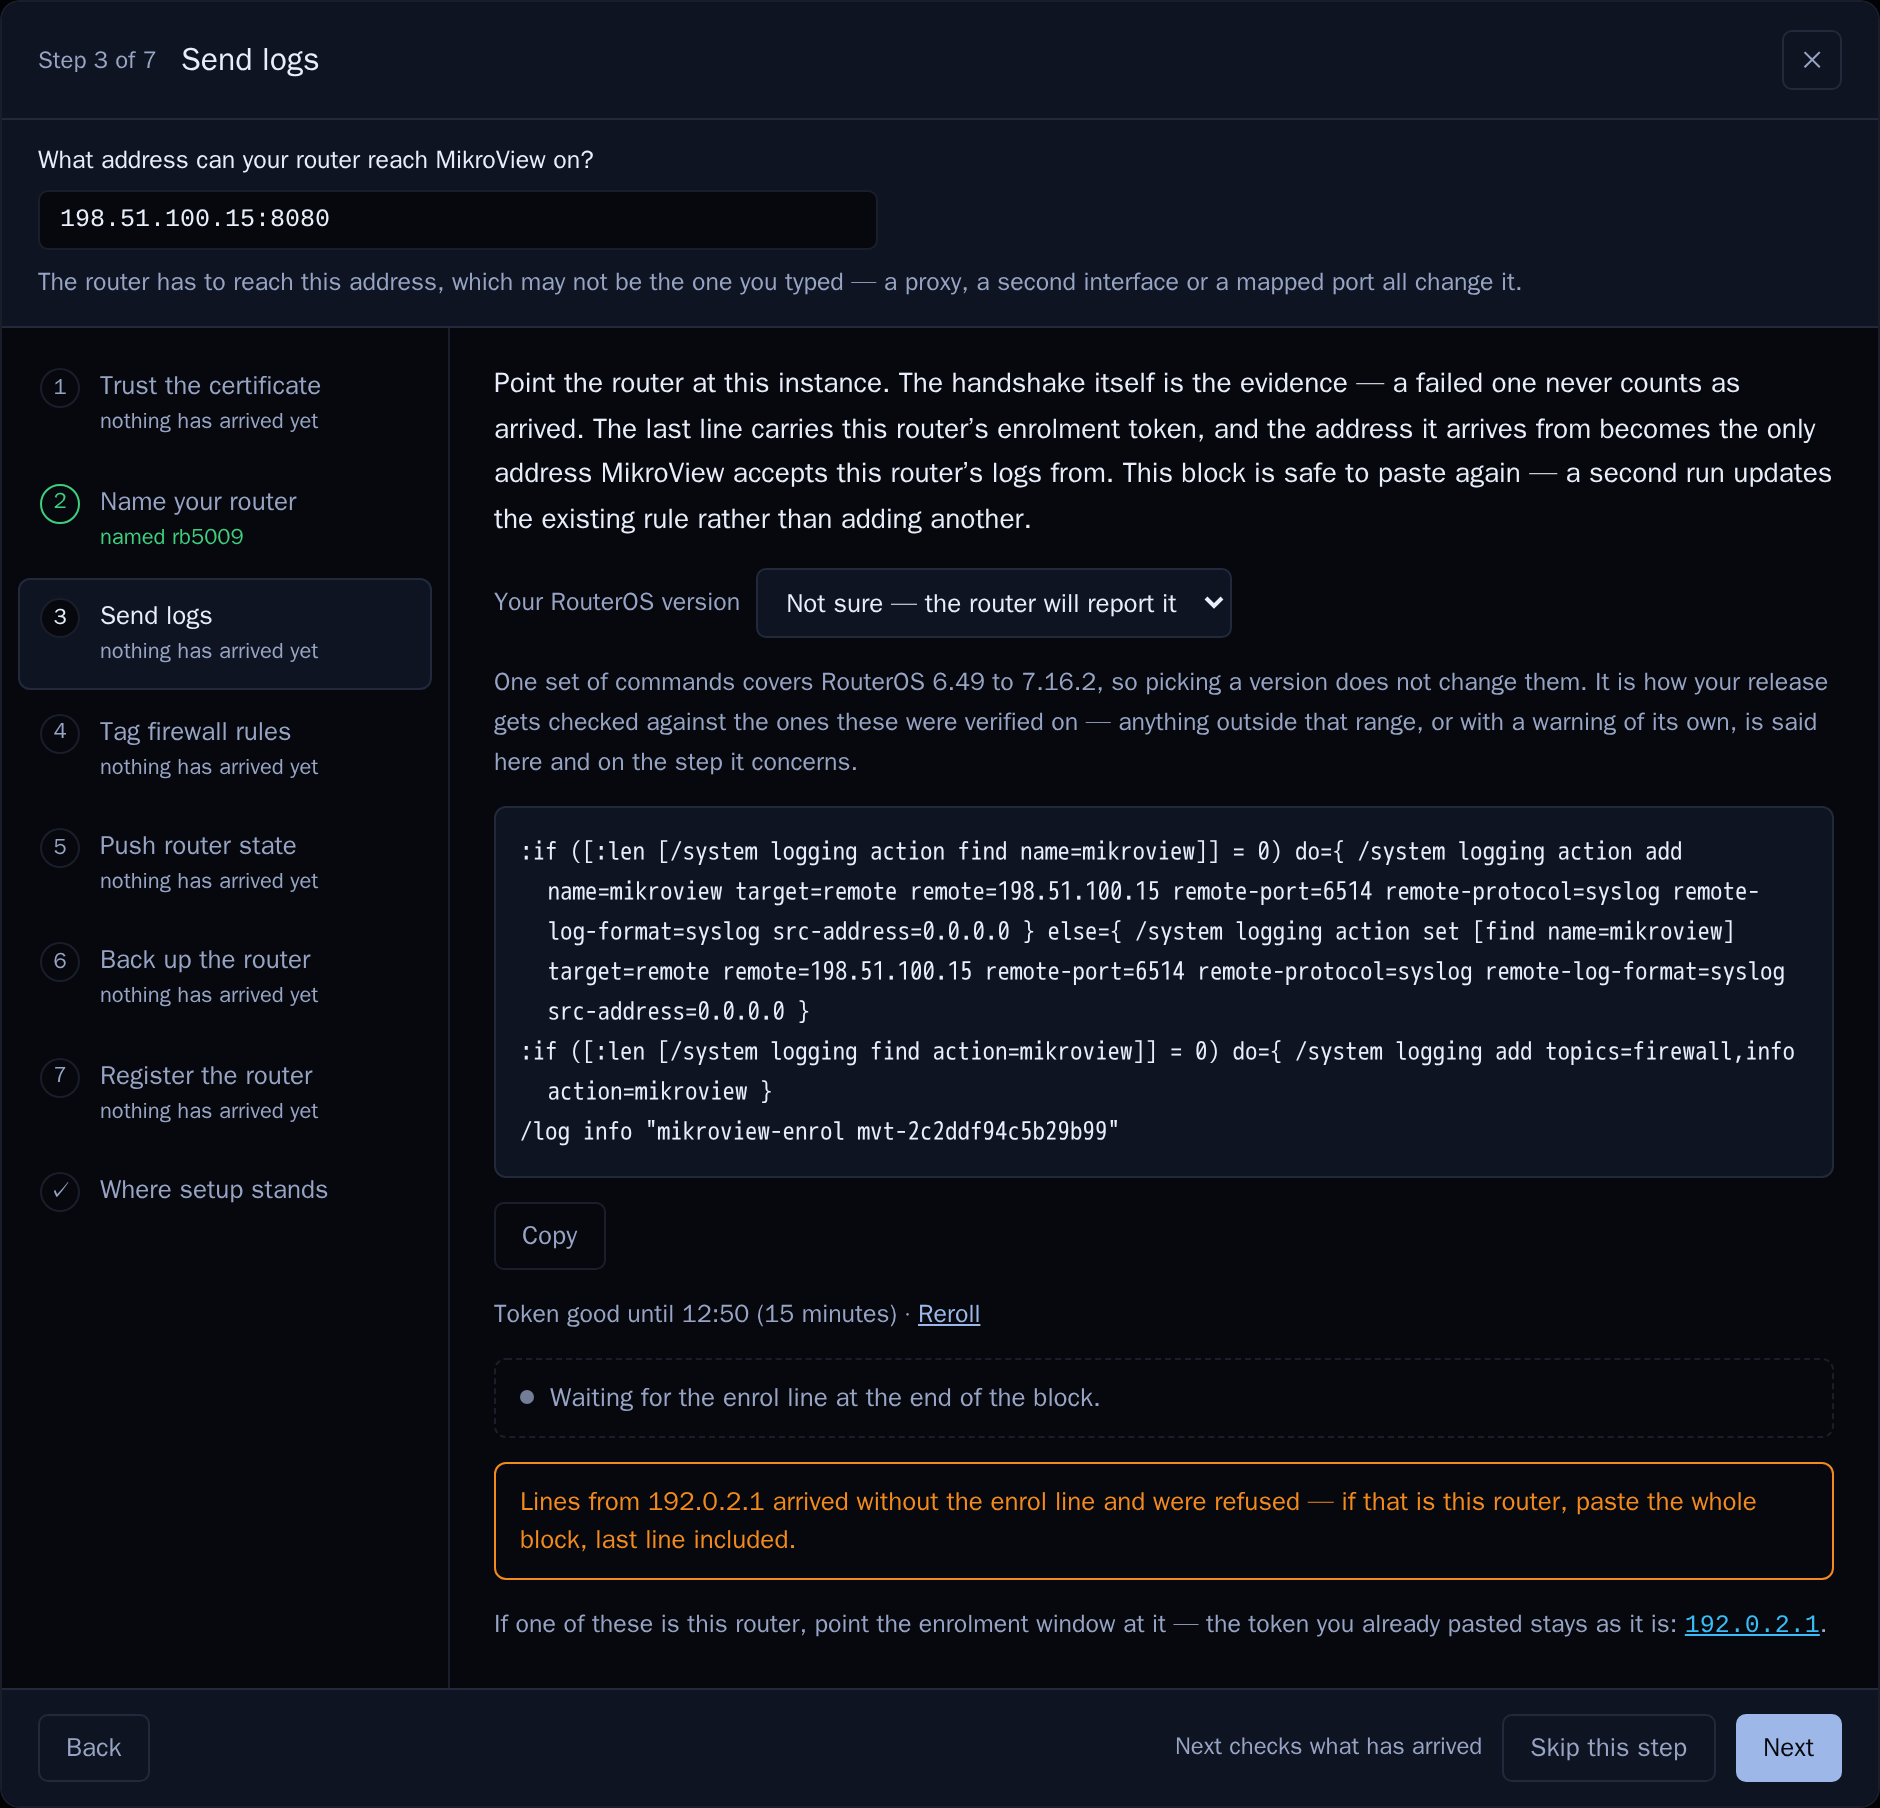 Step 3 of 7 Send logs
What address can your router reach MikroView on?
198.51.100.15:8080
The router has to reach this address, which may not be the one you typed — a proxy, a second interface or a mapped port all change it.
1 Trust the certificate
nothing has arrived yet
2 Name your router
named rb5009
3 Send logs
nothing has arrived yet
4 Tag firewall rules
nothing has arrived yet
5 Push router state
nothing has arrived yet
6 Back up the router
nothing has arrived yet
7 Register the router
nothing has arrived yet
✓ Where setup stands
Point the router at this instance. The handshake itself is the evidence — a failed one never counts as
arrived. The last line carries this router’s enrolment token, and the address it arrives from becomes the only
address MikroView accepts this router’s logs from. This block is safe to paste again — a second run updates
the existing rule rather than adding another.
Your RouterOS version Not sure — the router will report it
One set of commands covers RouterOS 6.49 to 7.16.2, so picking a version does not change them. It is how your release
gets checked against the ones these were verified on — anything outside that range, or with a warning of its own, is said
here and on the step it concerns.
:if ([:len [/system logging action find name=mikroview]] = 0) do={ /system logging action add
name=mikroview target=remote remote=198.51.100.15 remote-port=6514 remote-protocol=syslog remote-
log-format=syslog src-address=0.0.0.0 } else={ /system logging action set [find name=mikroview]
target=remote remote=198.51.100.15 remote-port=6514 remote-protocol=syslog remote-log-format=syslog
src-address=0.0.0.0 }
:if ([:len [/system logging find action=mikroview]] = 0) do={ /system logging add topics=firewall,info
action=mikroview }
/log info "mikroview-enrol mvt-2c2ddf94c5b29b99"
Copy
Token good until 12:50 (15 minutes) · Reroll
Waiting for the enrol line at the end of the block.
Lines from 192.0.2.1 arrived without the enrol line and were refused — if that is this router, paste the whole
block, last line included.
If one of these is this router, point the enrolment window at it — the token you already pasted stays as it is: 192.0.2.1.
Back
Next checks what has arrived
Skip this step
Next